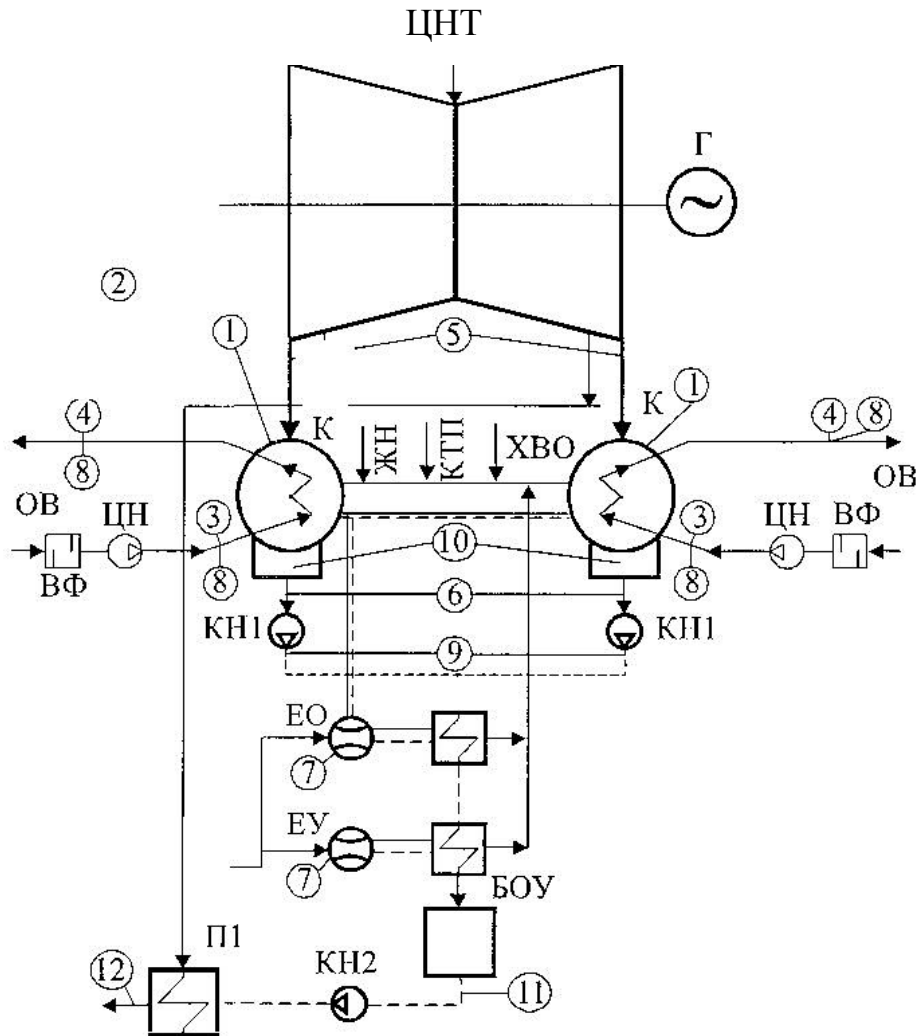 ЦНТ
Г
2
1
5
1
К
К
4
4
8
8
ЖН
КТП
ХВО
ОВ
ОВ
ЦН
3
3
ЦН
ВФ
ВФ
8
10
8
6
КН1
КН1
9
ЕО
7
ЕУ
7
БОУ
П1
КН2
12
11